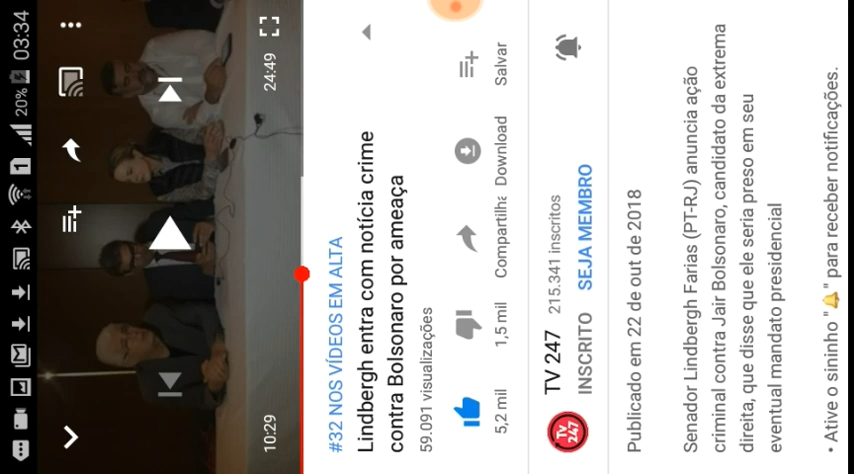 20% 03:34
10:29
24:49
#32 NOS VÍDEOS EM ALTA
Lindbergh entra com notícia crime
contra Bolsonaro por ameaça
59.091 visualizações
5,2 mil
1,5 mil
Compartilha
Download
Salvar
TV 247
TV 247 215.341 inscritos
INSCRITO SEJA MEMBRO
Publicado em 22 de out de 2018
Senador Lindbergh Farias (PT-RJ) anuncia ação
criminal contra Jair Bolsonaro, candidato da extrema
direita, que disse que ele seria preso em seu
eventual mandato presidencial
• Ative o sininho "🔔" para receber notificações.